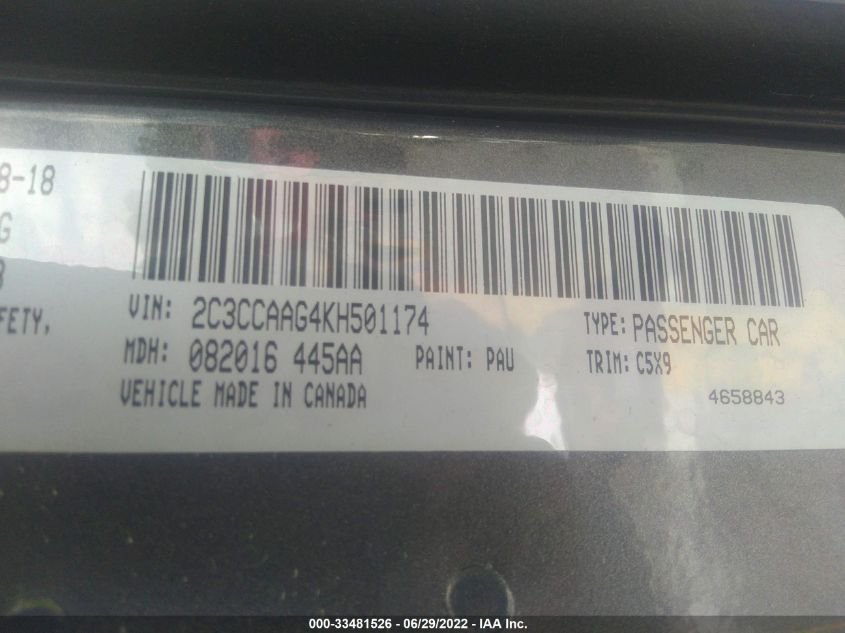 8-18
G
8
FETY,
VIN: 2C3CCAAG4KH501174 TYPE: PASSENGER CAR
MDH: 082016 445AA PAINT: PAU TRIM: C5X9
VEHICLE MADE IN CANADA 4658843
000-33481526 - 06/29/2022 - IAA Inc.